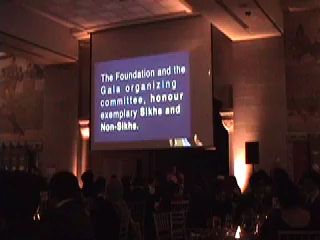 The Foundation and the
Gala organizing
committee, honour
exemplary Sikhs and
Non-Sikhs.